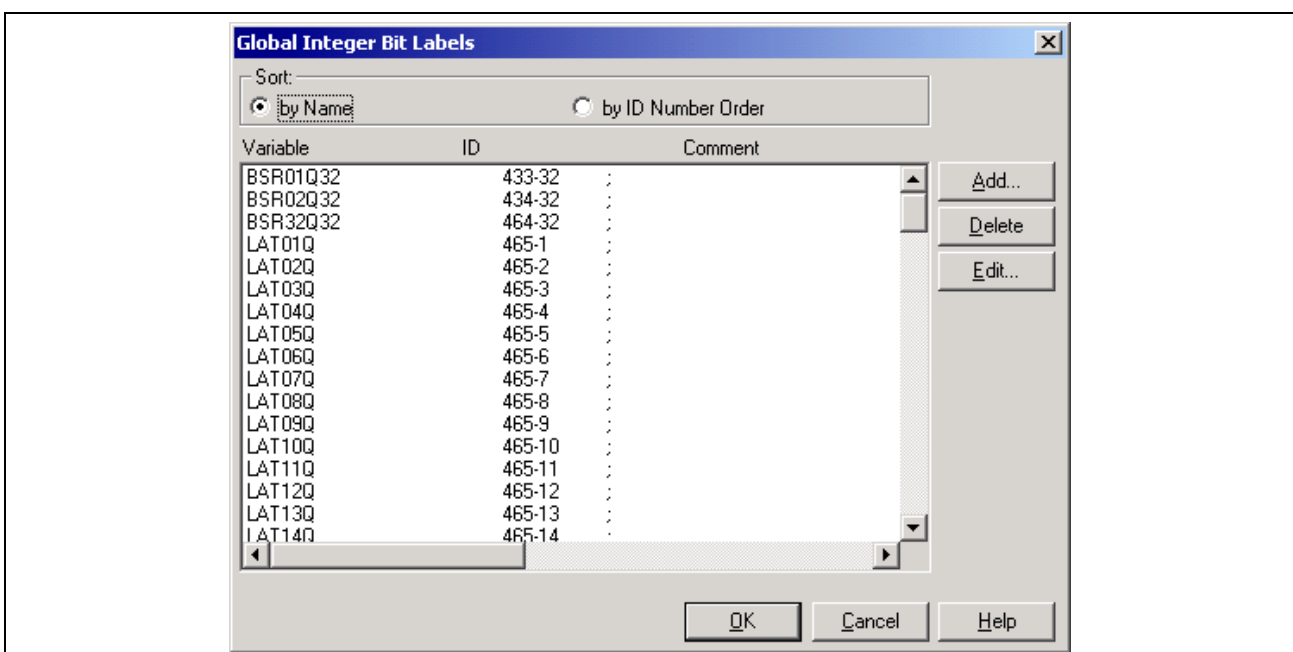 Global Integer Bit Labels
Sort:
by Name by ID Number Order
Variable ID Comment
BSR01Q32 433-32 ;
BSR02Q32 434-32 ;
BSR32Q32 464-32 ;
LAT01Q 465-1 ;
LAT02Q 465-2 ;
LAT03Q 465-3 ;
LAT04Q 465-4 ;
LAT05Q 465-5 ;
LAT06Q 465-6 ;
LAT07Q 465-7 ;
LAT08Q 465-8 ;
LAT09Q 465-9 ;
LAT10Q 465-10 ;
LAT11Q 465-11 ;
LAT12Q 465-12 ;
LAT13Q 465-13 ;
LAT14Q 465-14 ;
Add...
Delete
Edit...
OK Cancel Help